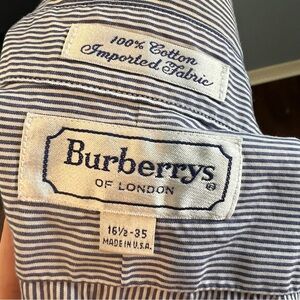 100% Cotton
Imported Fabric
Burberrys
OF LONDON
16½-35
MADE IN U.S.A.